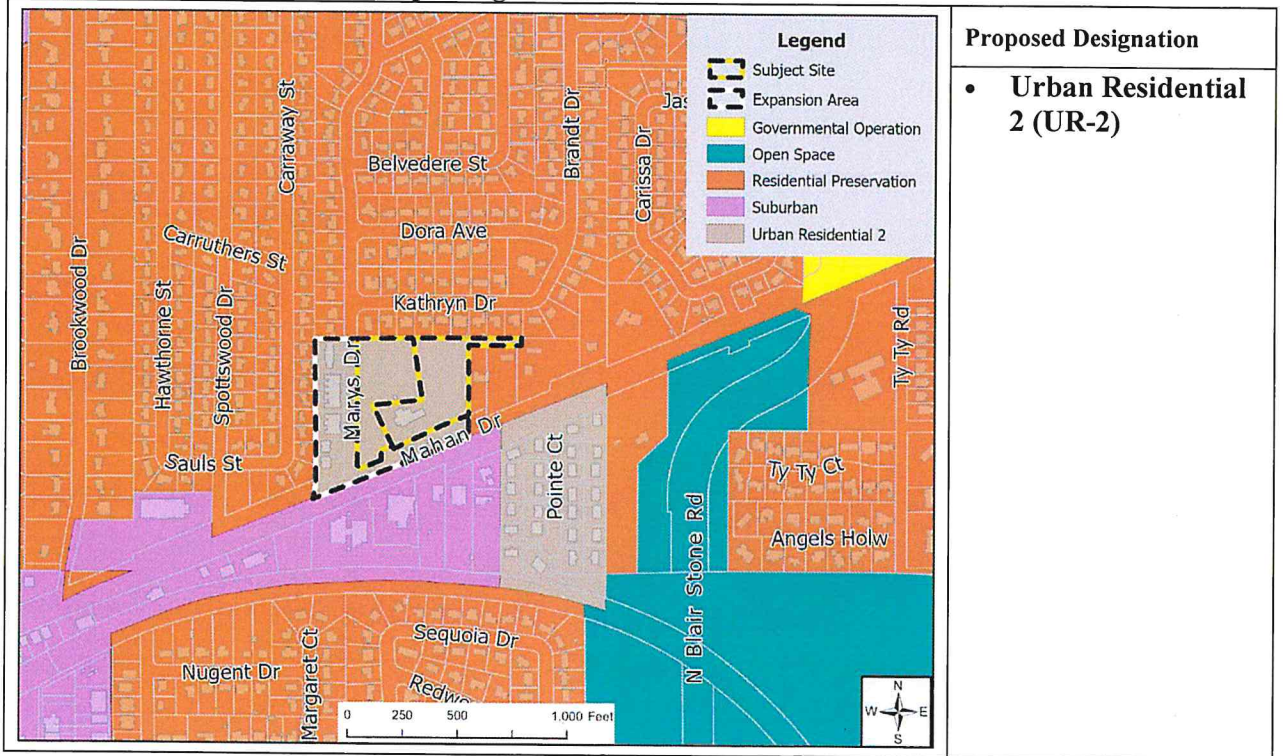 Legend
Subject Site
Expansion Area
Governmental Operation
Open Space
Residential Preservation
Suburban
Urban Residential 2
Proposed Designation
• Urban Residential
2 (UR-2)
Carraway St
Brandt Dr
Jas
Carissa Dr
Belvedere St
Dora Ave
Carruthers St
Brookwood Dr
Hawthorne St
Spottswood Dr
Kathryn Dr
Marys Dr
Mahan Dr
Sauls St
Pointe Ct
Ty Ty Rd
Ty Ty Ct
Angels Holw
N Blair Stone Rd
Sequoia Dr
Nugent Dr
Margaret Ct
Redwo
0 250 500 1,000 Feet
N
W E
S